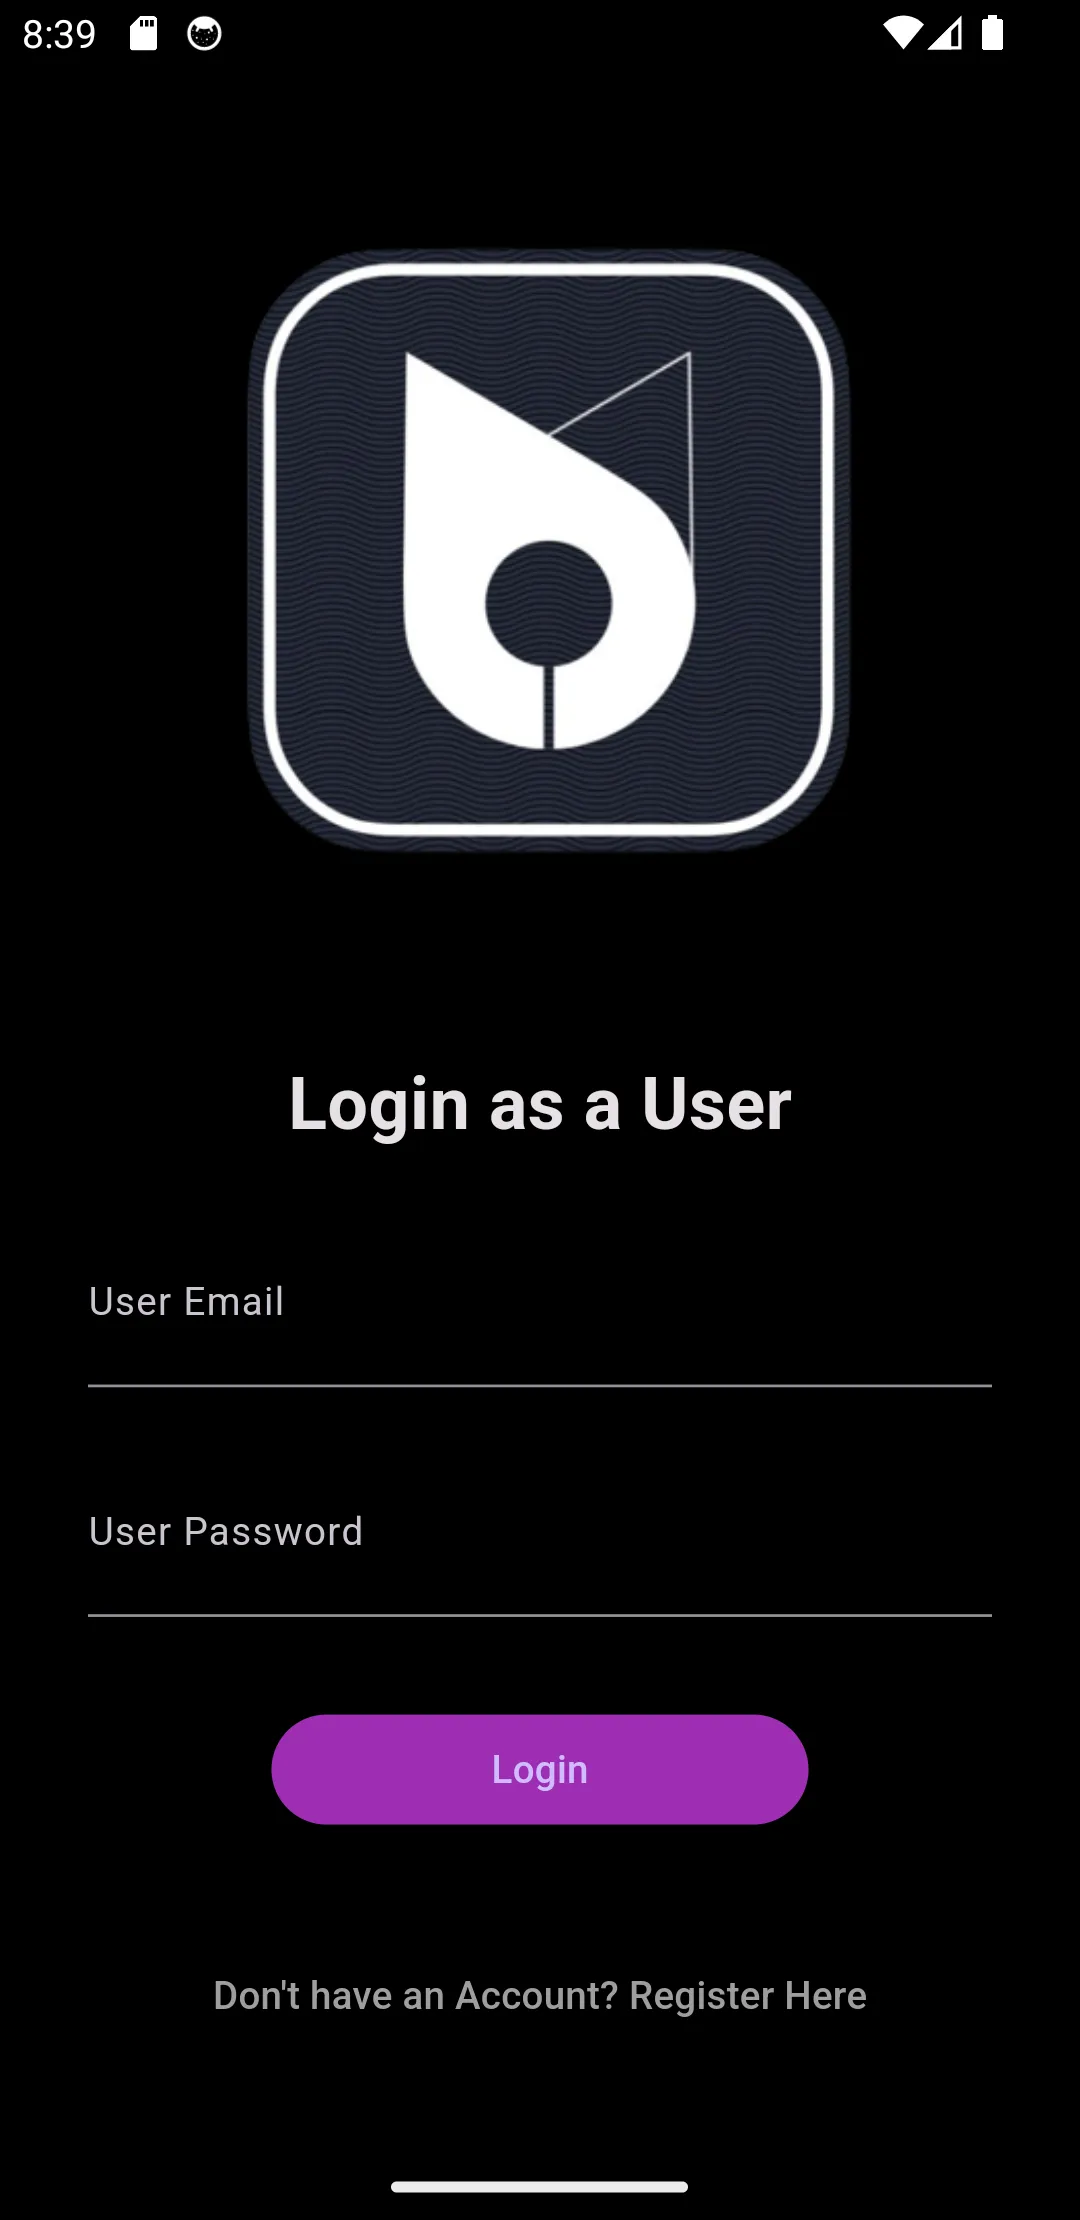 8:39
Login as a User
User Email
User Password
Login
Don't have an Account? Register Here